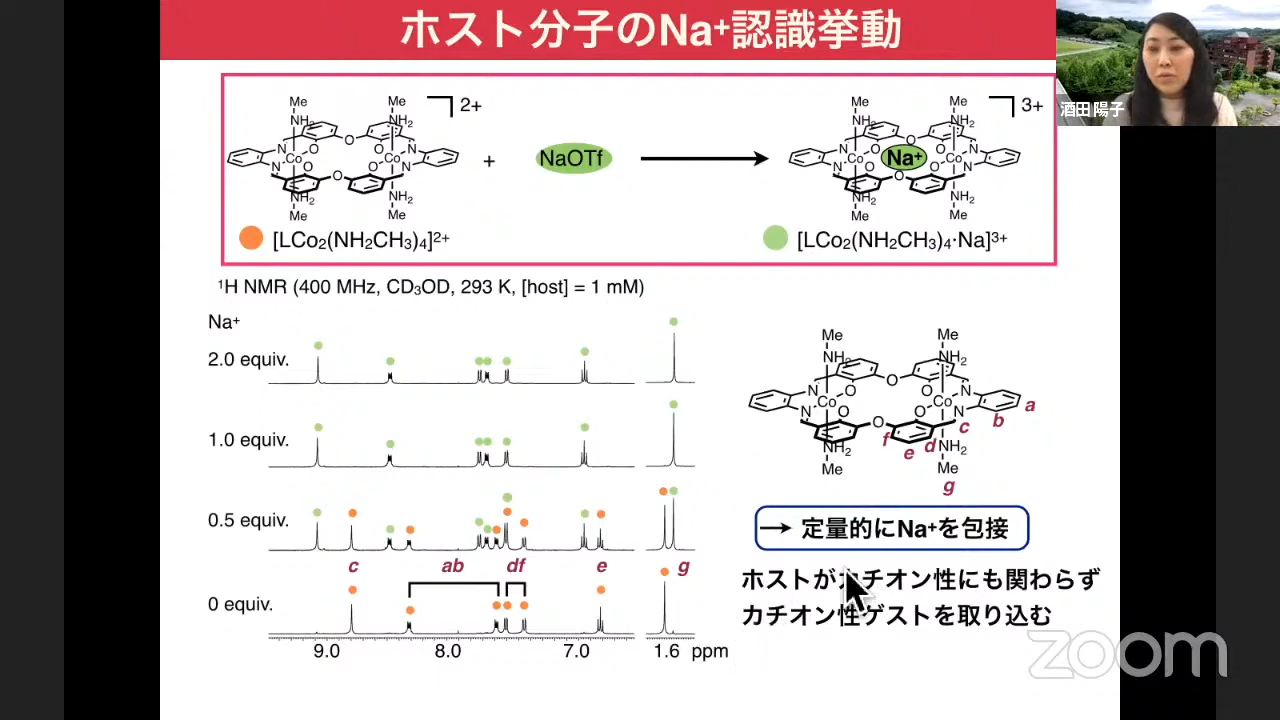 ホスト分子のNa⁺認識挙動
酒田 陽子
Me Me 2+ Me Me 3+
NH₂ NH₂ NH₂ NH₂
N O O N N O O N
Co O O Co + NaOTf Co O Na⁺ O Co
N O N N O N
NH₂ NH₂ NH₂ NH₂
Me Me Me Me
[LCo₂(NH₂CH₃)₄]²⁺ [LCo₂(NH₂CH₃)₄·Na]³⁺
¹H NMR (400 MHz, CD₃OD, 293 K, [host] = 1 mM)
Na⁺
2.0 equiv.
1.0 equiv.
0.5 equiv.
c ab df e g
0 equiv.
9.0 8.0 7.0 1.6 ppm
Me Me
NH₂ NH₂
N O O O N
Co Co a
N O O O N b
f e d c
NH₂ NH₂
Me Me
g
→ 定量的にNa⁺を包接
ホストがカチオン性にも関わらず
カチオン性ゲストを取り込む
zoom